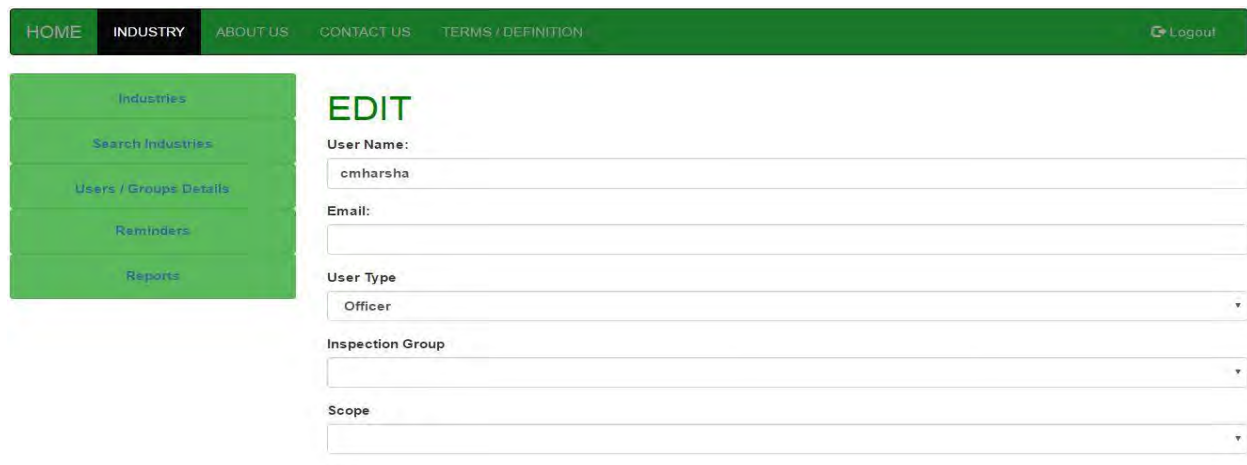 HOME INDUSTRY ABOUT US CONTACT US TERMS / DEFINITION Logout
Industries
Search Industries
Users / Groups Details
Reminders
Reports
EDIT
User Name:
cmharsha
Email:
User Type
Officer
Inspection Group
Scope